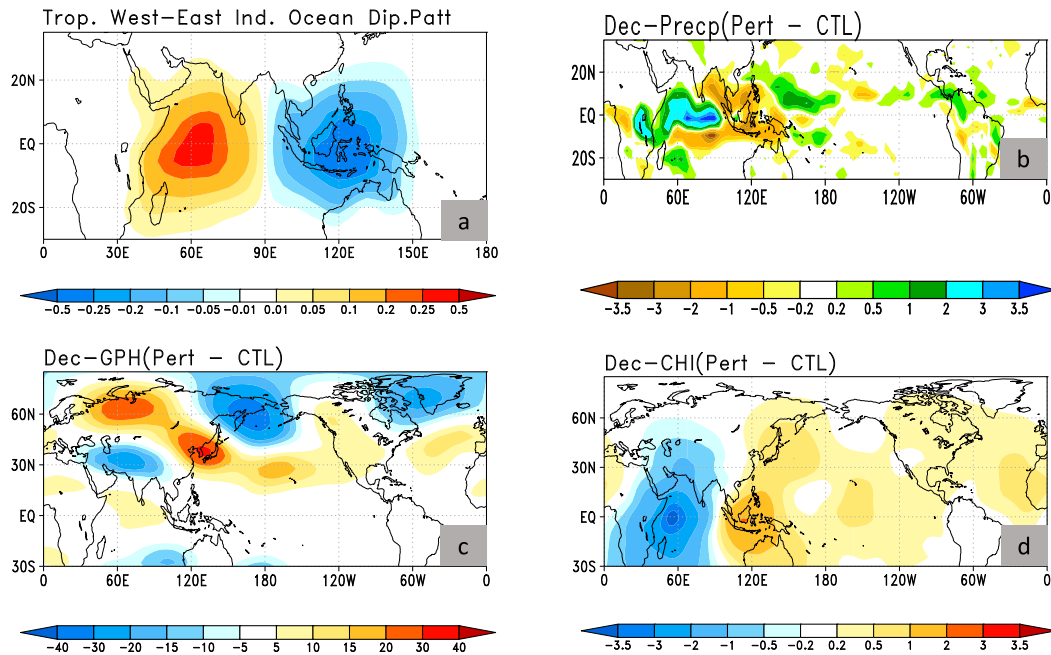 Trop. West-East Ind. Ocean Dip.Patt
20N
EQ
20S
0 30E 60E 90E 120E 150E 180
a
-0.5 -0.25 -0.2 -0.1 -0.05 -0.01 0.01 0.05 0.1 0.2 0.25 0.5
Dec-Precp(Pert - CTL)
20N
EQ
20S
0 60E 120E 180 120W 60W 0
b
-3.5 -3 -2 -1 -0.5 -0.2 0.2 0.5 1 2 3 3.5
Dec-GPH(Pert - CTL)
60N
30N
EQ
30S
0 60E 120E 180 120W 60W 0
c
-40 -30 -20 -15 -10 -5 5 10 15 20 30 40
Dec-CHI(Pert - CTL)
60N
30N
EQ
30S
0 60E 120E 180 120W 60W 0
d
-3.5 -3 -2 -1 -0.5 -0.2 0.2 0.5 1 2 3 3.5